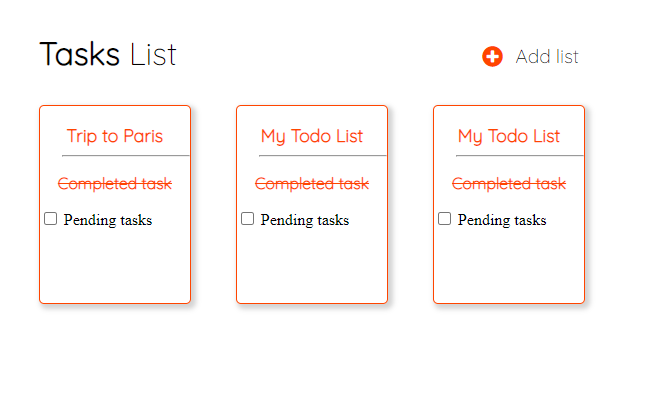 Tasks List
Add list
Trip to Paris
Completed task
Pending tasks
My Todo List
Completed task
Pending tasks
My Todo List
Completed task
Pending tasks